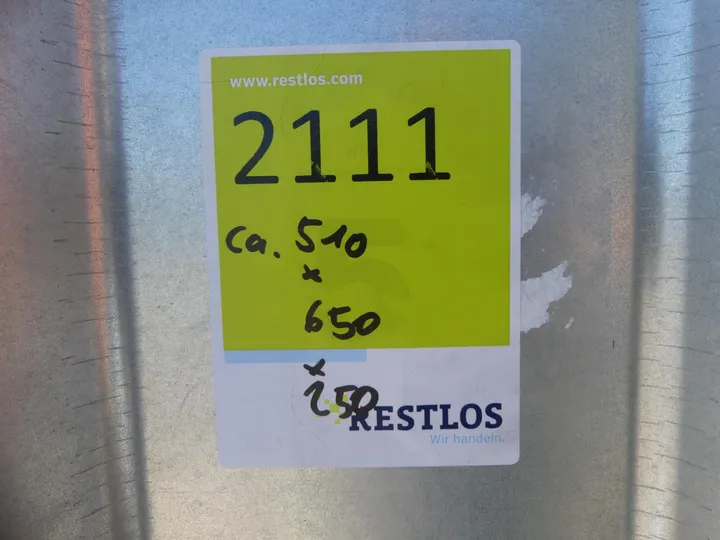 www.restlos.com
2111
ca. 510
x
650
x
250
RESTLOS
Wir handeln.